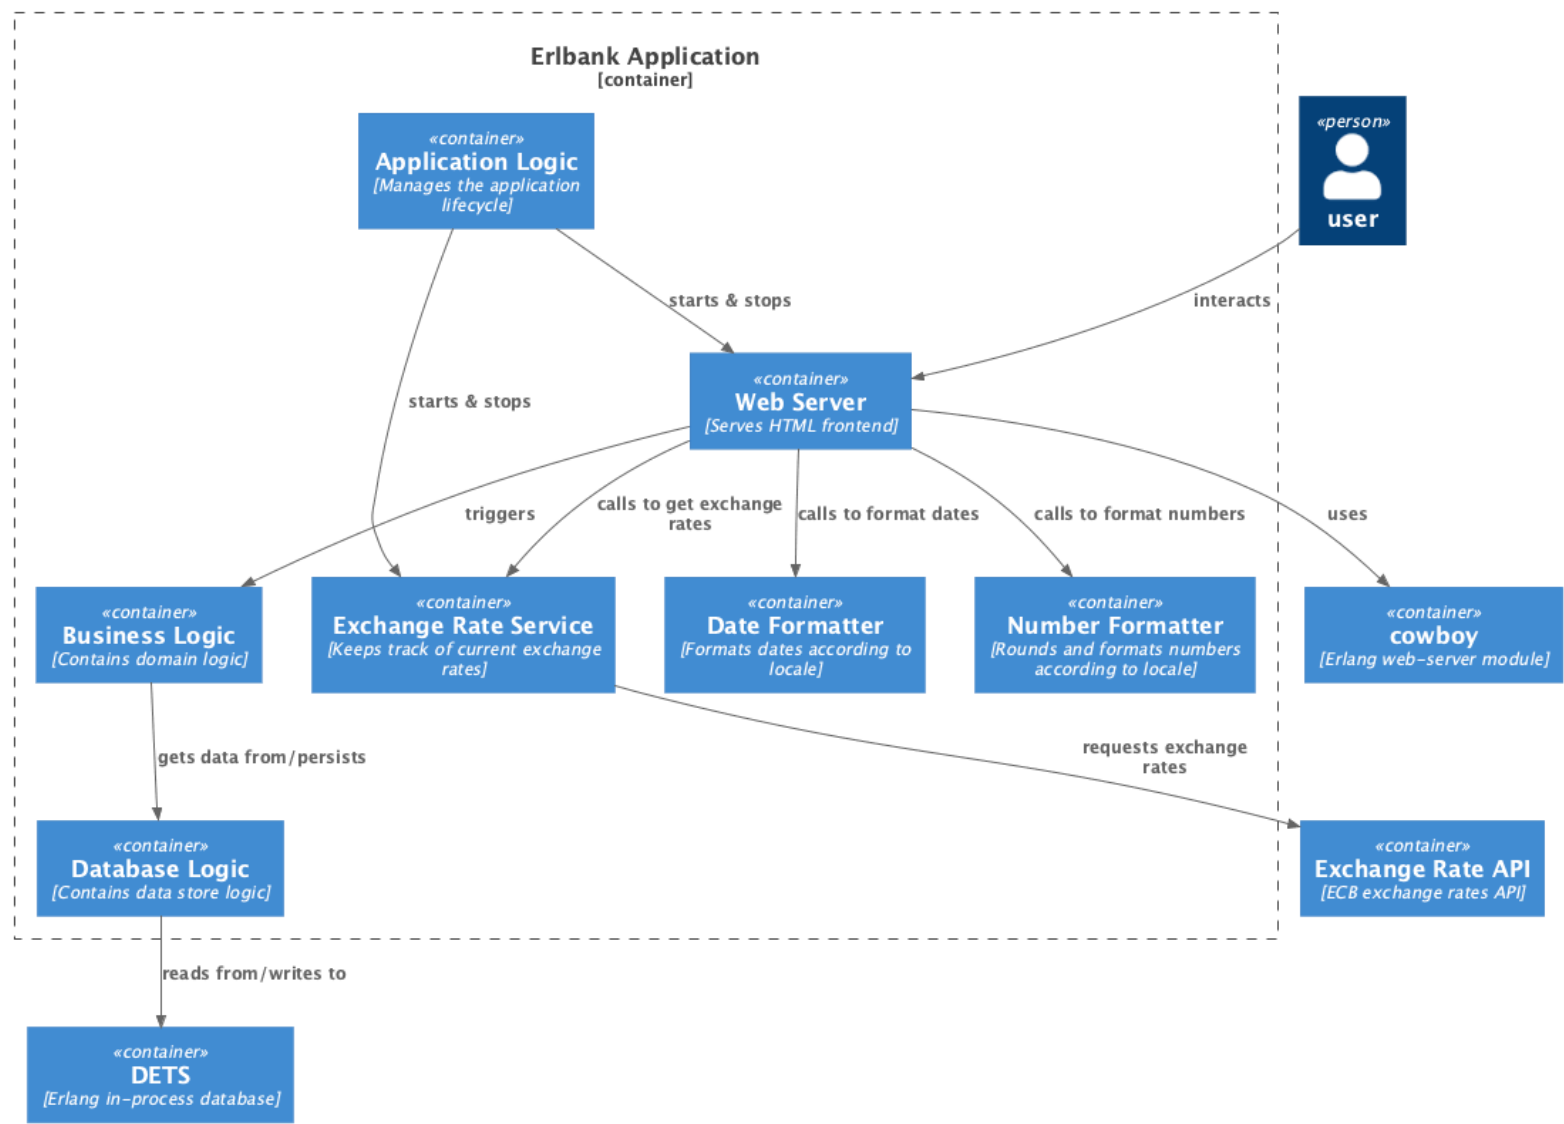 Erlbank Application
[container]
«container»
Application Logic
[Manages the application
lifecycle]
«person»
user
starts & stops
interacts
starts & stops
«container»
Web Server
[Serves HTML frontend]
triggers
calls to get exchange
rates
calls to format dates
calls to format numbers
uses
«container»
Business Logic
[Contains domain logic]
«container»
Exchange Rate Service
[Keeps track of current exchange
rates]
«container»
Date Formatter
[Formats dates according to
locale]
«container»
Number Formatter
[Rounds and formats numbers
according to locale]
«container»
cowboy
[Erlang web-server module]
gets data from/persists
requests exchange
rates
«container»
Database Logic
[Contains data store logic]
«container»
Exchange Rate API
[ECB exchange rates API]
reads from/writes to
«container»
DETS
[Erlang in-process database]